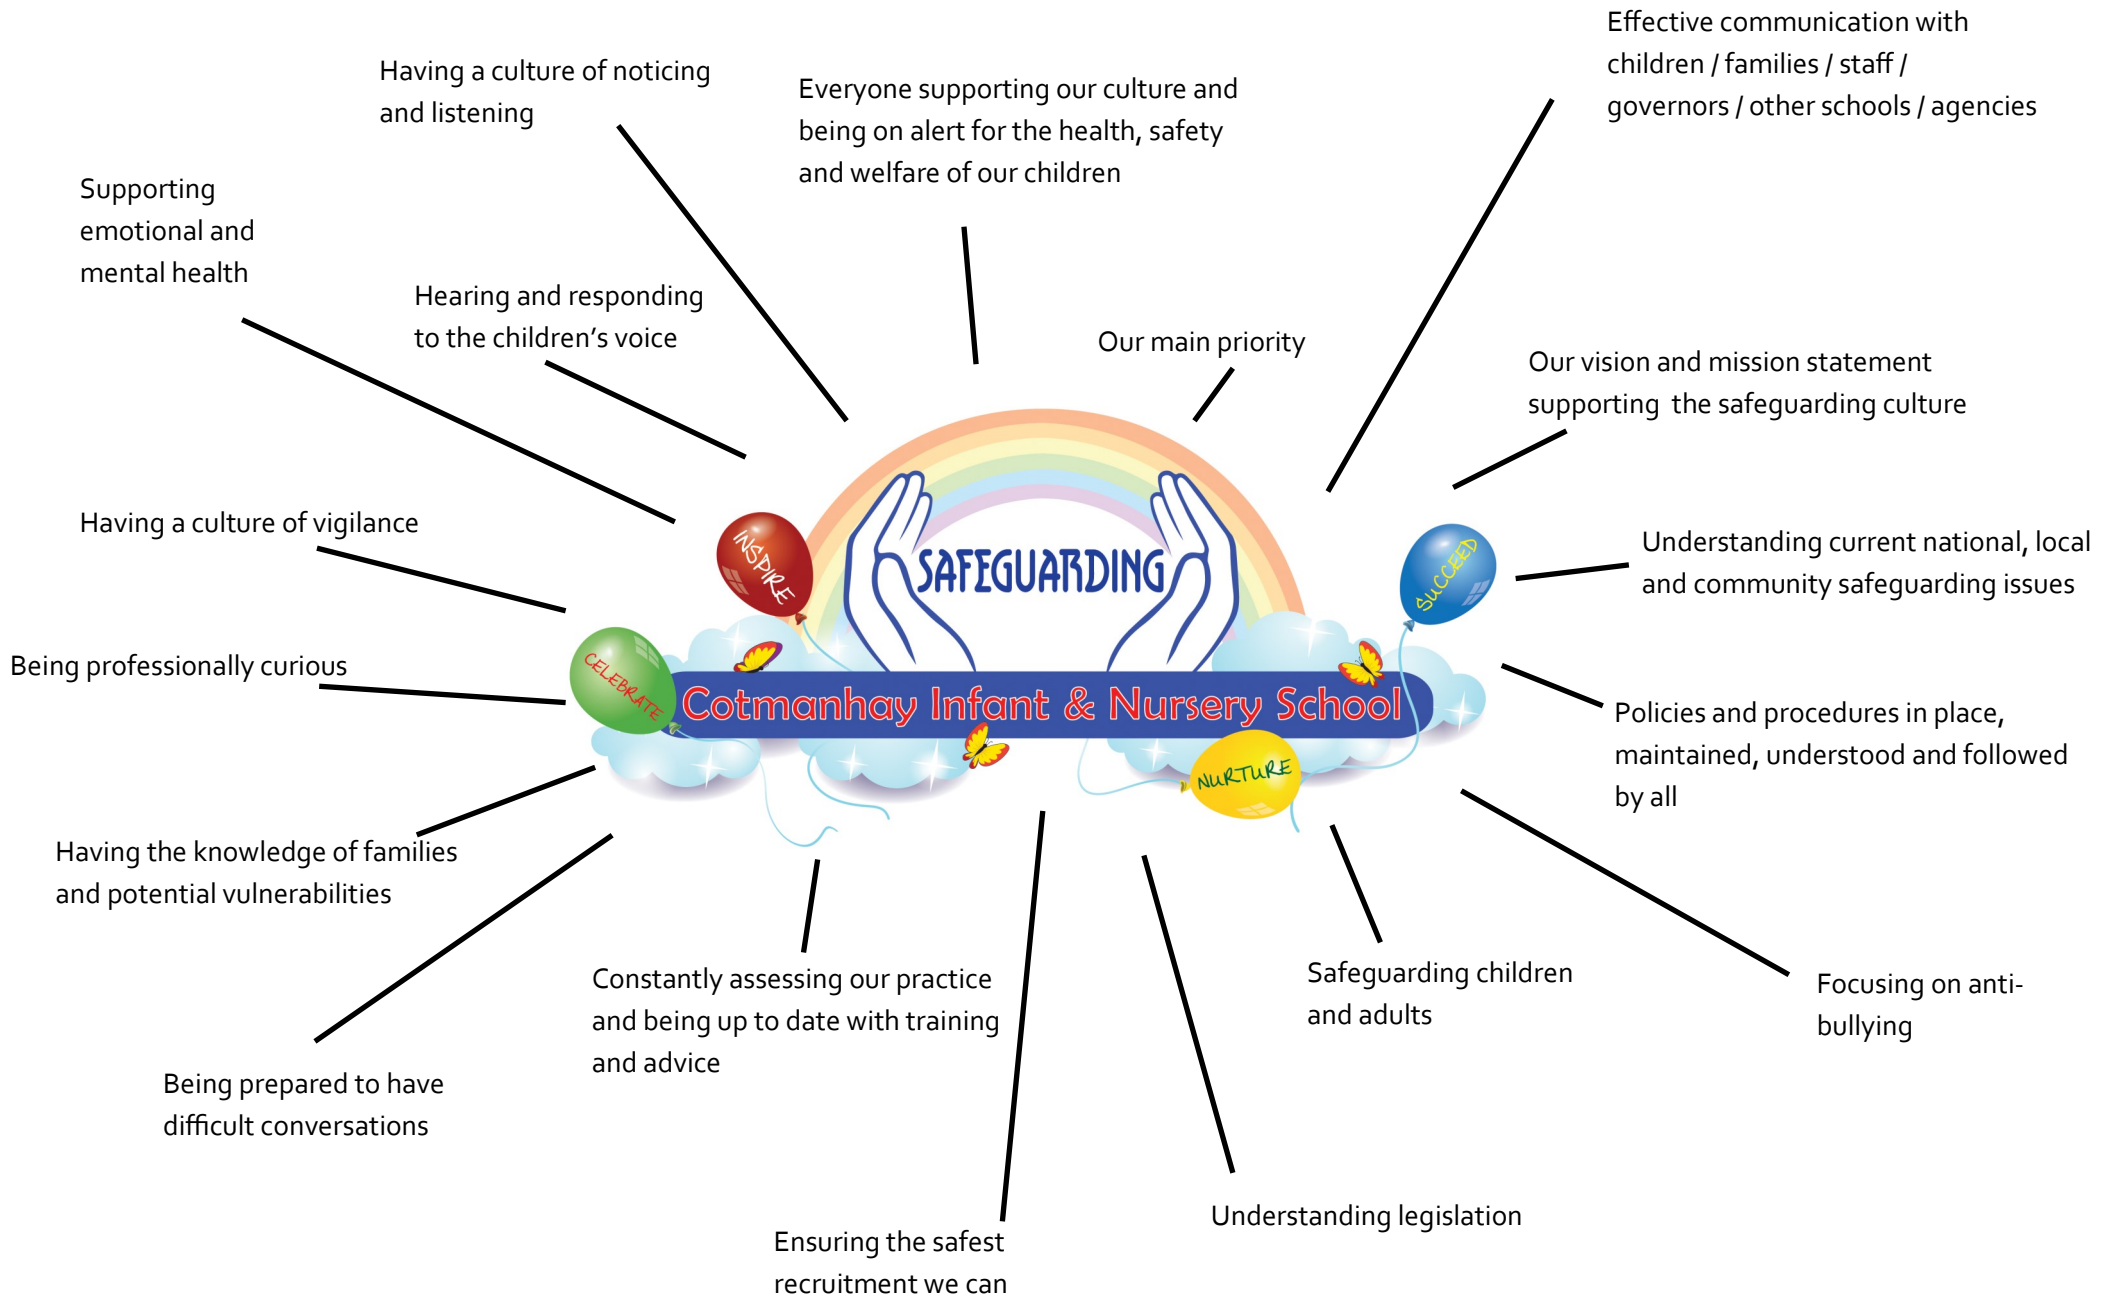 Effective communication with
children / families / staff /
governors / other schools / agencies
Having a culture of noticing
and listening
Everyone supporting our culture and
being on alert for the health, safety
and welfare of our children
Supporting
emotional and
mental health
Hearing and responding
to the children’s voice
Our main priority
Our vision and mission statement
supporting  the safeguarding culture
Having a culture of vigilance
Understanding current national, local
and community safeguarding issues
INSPIRE
SAFEGUARDING
SUCCEED
Being professionally curious
CELEBRATE
Cotmanhay Infant & Nursery School
NURTURE
Policies and procedures in place,
maintained, understood and followed
by all
Having the knowledge of families
and potential vulnerabilities
Constantly assessing our practice
and being up to date with training
and advice
Safeguarding children
and adults
Focusing on anti-
bullying
Being prepared to have
difficult conversations
Understanding legislation
Ensuring the safest
recruitment we can